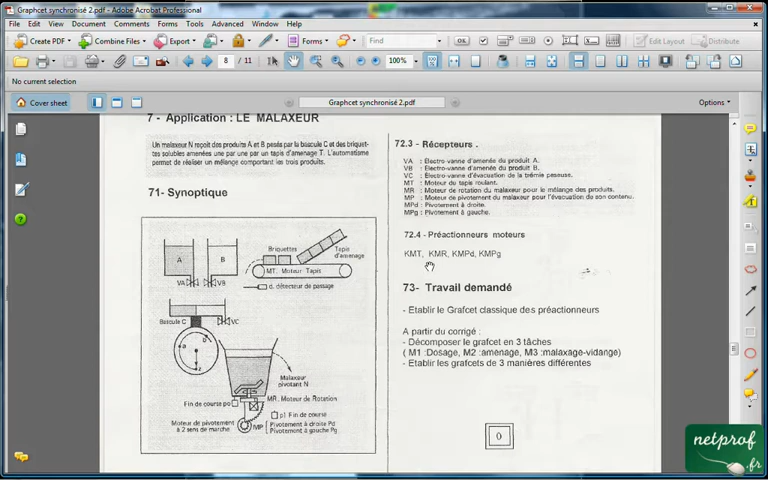 Graphcet synchronisé 2.pdf - Adobe Acrobat Professional
File Edit View Document Comments Forms Tools Advanced Window Help
Create PDF Combine Files Export Forms Find OK Edit Layout Distribute
8 / 11 100%
No current selection
Cover sheet Graphcet synchronisé 2.pdf Options
7 - Application : LE MALAXEUR
Un malaxeur N reçoit des produits A et B pesés par la bascule C et des briquet-
tes solubles amenées une par une par un tapis d'amenage T. L'automatisme
permet de réaliser un mélange comportant les trois produits.
71- Synoptique
A
B
VA
VB
Briquettes
Tapis
d'amenage
MT. Moteur Tapis
d. détecteur de passage
Bascule C
VC
a
b
z
Malaxeur
pivotant N
MR. Moteur de Rotation
Fin de course po
p1 Fin de course
Moteur de pivotement
à 2 sens de marche
MP
Pivotement à droite Pd
Pivotement à gauche Pg
72.3 - Récepteurs .
VA : Electro-vanne d'amenée du produit A.
VB : Electro-vanne d'amenée du produit B.
VC : Electro-vanne d'évacuation de la trémie peseuse.
MT : Moteur du tapis roulant.
MR : Moteur de rotation du malaxeur pour le mélange des produits.
MP : Moteur de pivotement du malaxeur pour l'évacuation de son contenu.
MPd : Pivotement à droite.
MPg : Pivotement à gauche.
72.4 - Préactionneurs moteurs
KMT, KMR, KMPd, KMPg
73- Travail demandé
- Etablir le Grafcet classique des préactionneurs
A partir du corrigé :
- Décomposer le grafcet en 3 tâches
( M1 :Dosage, M2 :amenage, M3 :malaxage-vidange)
- Etablir les grafcets de 3 manières différentes
0
netprof
.fr